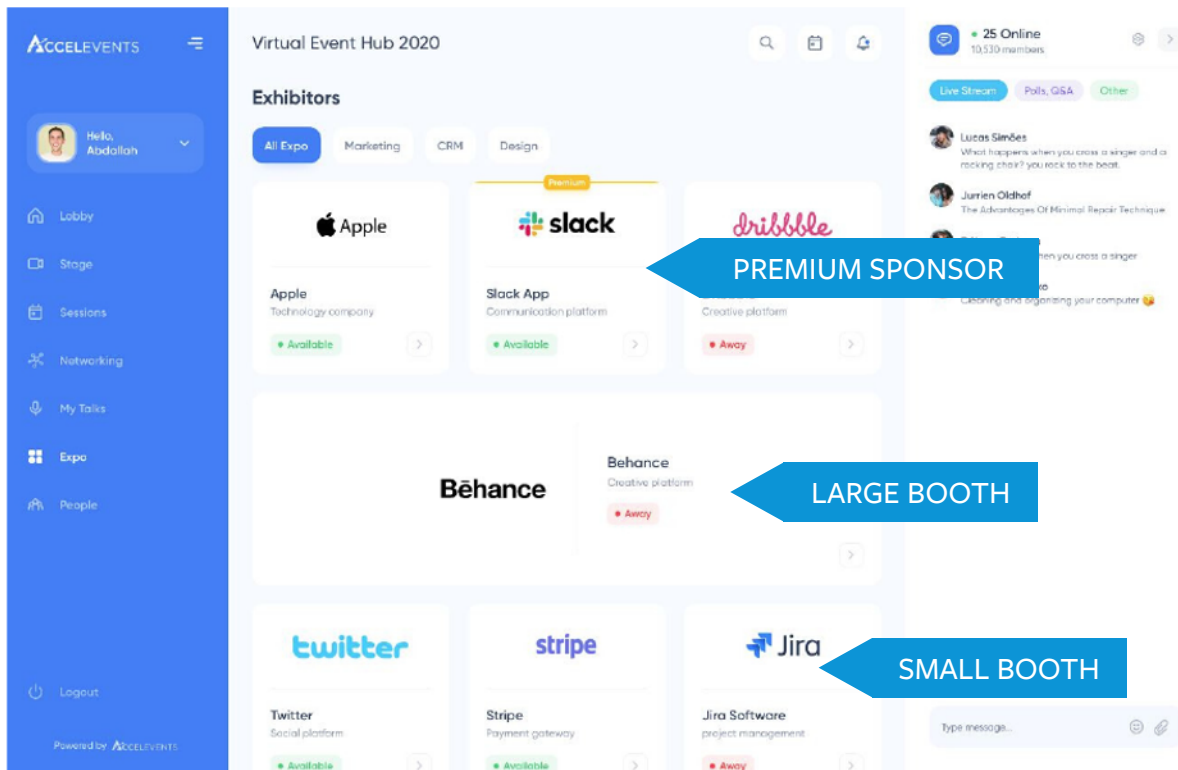 ACCELEVENTS
Hello,
Abdallah
Lobby
Stage
Sessions
Networking
My Talks
Expo
People
Logout
Powered by ACCELEVENTS
Virtual Event Hub 2020
Exhibitors
All Expo
Marketing
CRM
Design
Apple
Apple
Technology company
Available
Premium
slack
Slack App
Communication platform
Available
dribbble
Creative platform
Away
PREMIUM SPONSOR
Bēhance
Behance
Creative platform
Away
LARGE BOOTH
twitter
Twitter
Social platform
Available
stripe
Stripe
Payment gateway
Available
Jira
Jira Software
project management
Away
SMALL BOOTH
25 Online
10,530 members
Live Stream
Polls, Q&A
Other
Lucas Simões
What happens when you cross a singer and a
rocking chair? you rock to the beat.
Jurrien Oldhof
The Advantages Of Minimal Repair Technique
when you cross a singer
Cleaning and organizing your computer 😘
Type message...